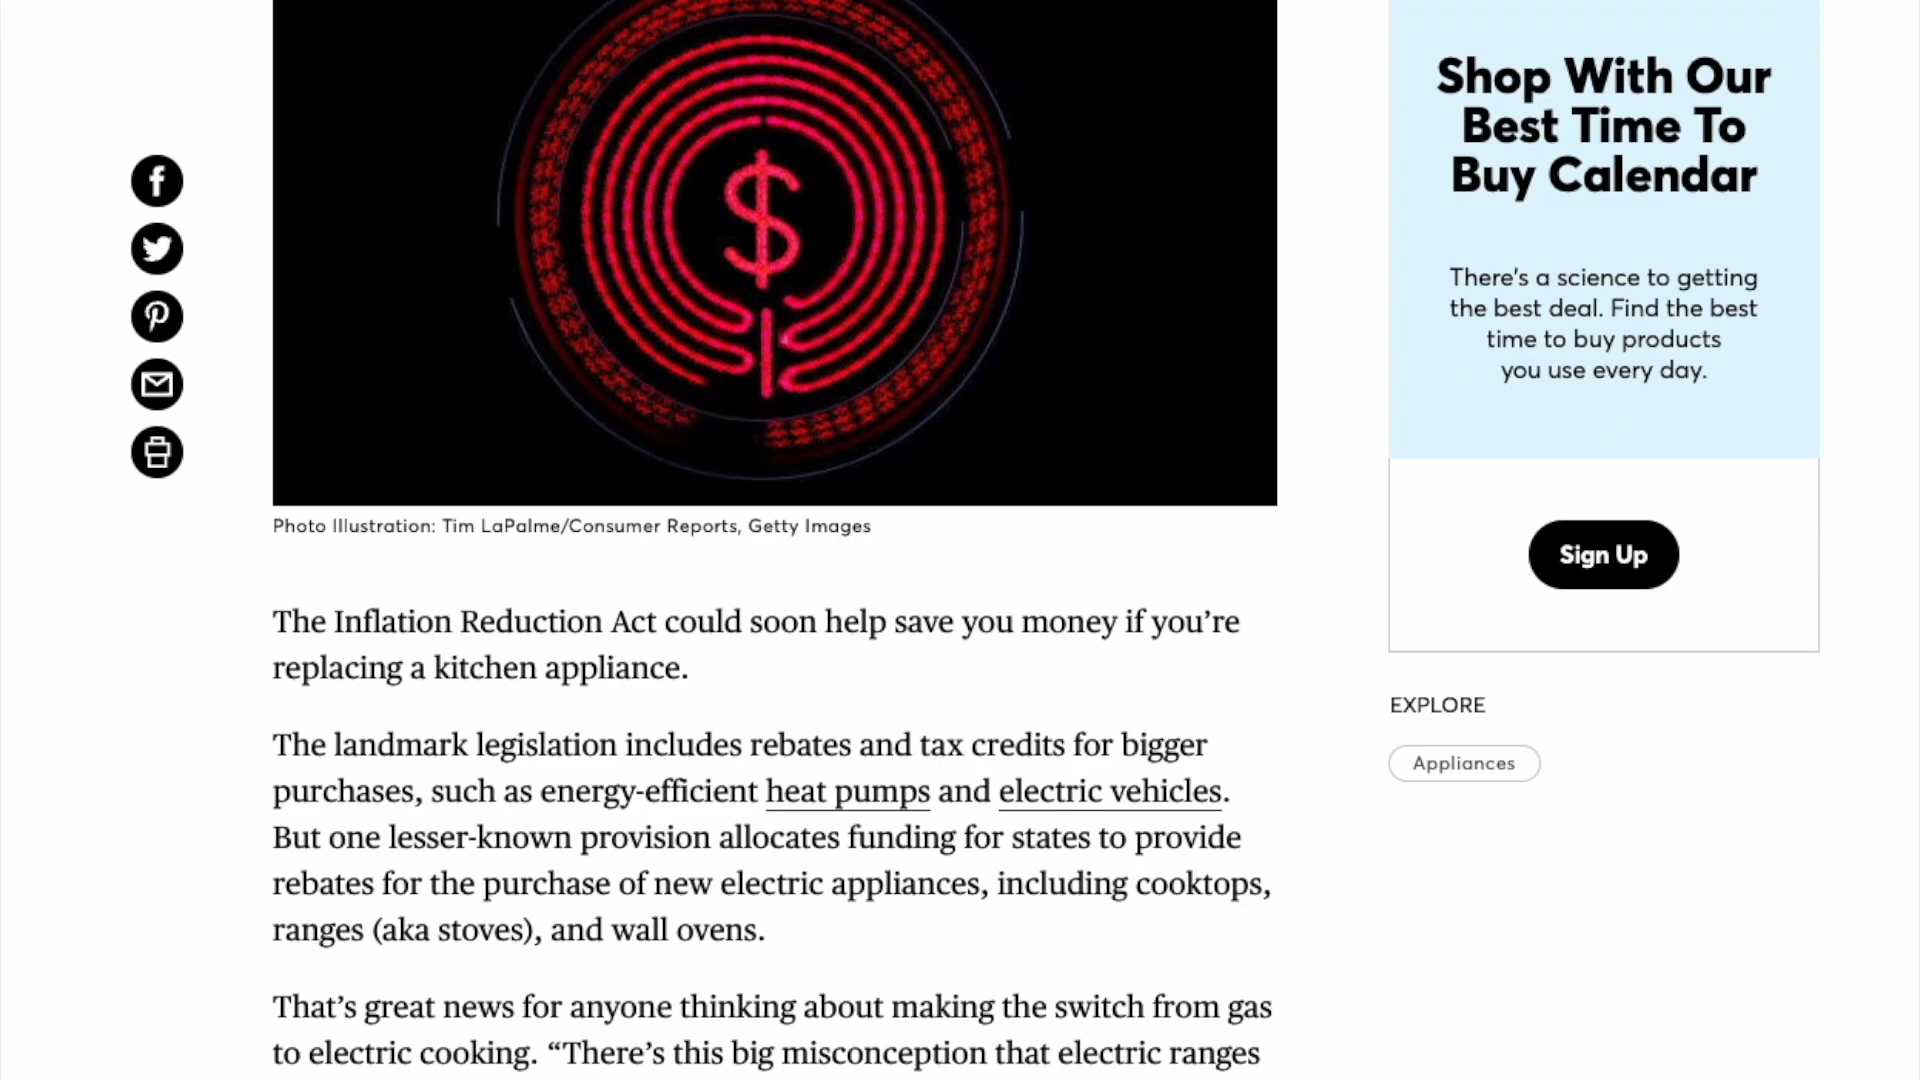 Photo Illustration: Tim LaPalme/Consumer Reports, Getty Images
The Inflation Reduction Act could soon help save you money if you’re
replacing a kitchen appliance.
The landmark legislation includes rebates and tax credits for bigger
purchases, such as energy-efficient heat pumps and electric vehicles.
But one lesser-known provision allocates funding for states to provide
rebates for the purchase of new electric appliances, including cooktops,
ranges (aka stoves), and wall ovens.
That’s great news for anyone thinking about making the switch from gas
to electric cooking. “There’s this big misconception that electric ranges
Shop With Our
Best Time To
Buy Calendar
There's a science to getting
the best deal. Find the best
time to buy products
you use every day.
Sign Up
EXPLORE
Appliances